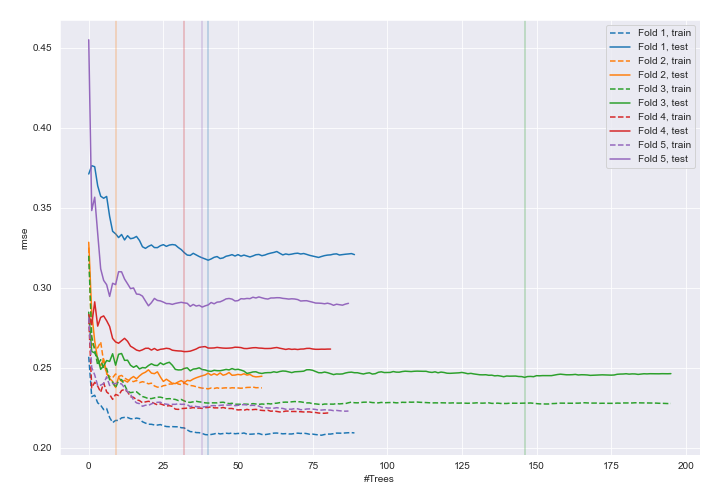 0.45
0.40
0.35
0.30
0.25
0.20
rmse
0
25
50
75
100
125
150
175
200
#Trees
Fold 1, train
Fold 1, test
Fold 2, train
Fold 2, test
Fold 3, train
Fold 3, test
Fold 4, train
Fold 4, test
Fold 5, train
Fold 5, test